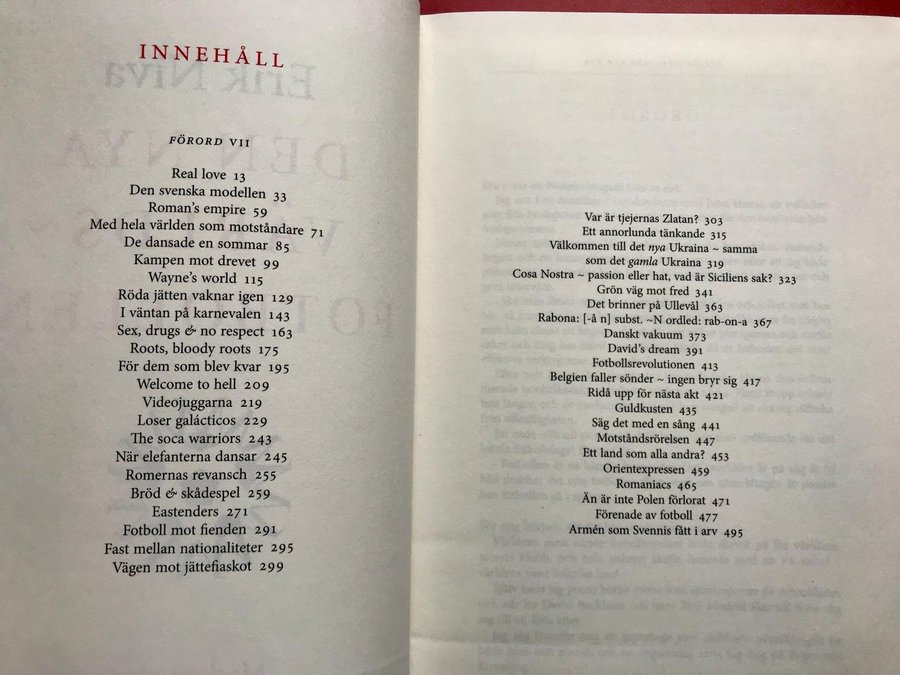 INNEHÅLL
FÖRORD VII
Real love 13
Den svenska modellen 33
Roman's empire 59
Med hela världen som motståndare 71
De dansade en sommar 85
Kampen mot drevet 99
Wayne's world 115
Röda jätten vaknar igen 129
I väntan på karnevalen 143
Sex, drugs & no respect 163
Roots, bloody roots 175
För dem som blev kvar 195
Welcome to hell 209
Videojuggarna 219
Loser galácticos 229
The soca warriors 243
När elefanterna dansar 245
Romernas revansch 255
Bröd & skådespel 259
Eastenders 271
Fotboll mot fienden 291
Fast mellan nationaliteter 295
Vägen mot jättefiaskot 299
Var är tjejernas Zlatan? 303
Ett annorlunda tänkande 315
Välkommen till det nya Ukraina ~ samma
som det gamla Ukraina 319
Cosa Nostra ~ passion eller hat, vad är Siciliens sak? 323
Grön väg mot fred 341
Det brinner på Ullevål 363
Rabona: [-å n] subst. ~N ordled: rab-on-a 367
Danskt vakuum 373
David's dream 391
Fotbollsrevolutionen 413
Belgien faller sönder ~ ingen bryr sig 417
Ridå upp för nästa akt 421
Guldkusten 435
Säg det med en sång 441
Motståndsrörelsen 447
Ett land som alla andra? 453
Orientexpressen 459
Romaniacs 465
Än är inte Polen förlorat 471
Förenade av fotboll 477
Armén som Svennis fått i arv 495